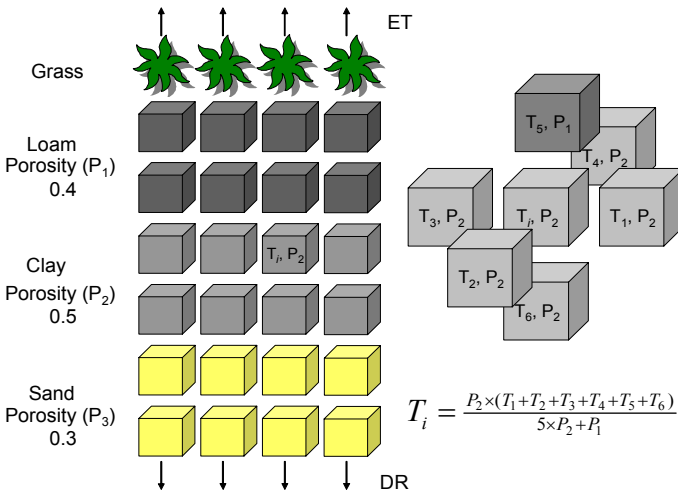 ET
Grass
Loam
Porosity (P₁)
0.4
Clay
Porosity (P₂)
0.5
Tᵢ, P₂
Sand
Porosity (P₃)
0.3
DR
T₅, P₁
T₄, P₂
T₃, P₂
Tᵢ, P₂
T₁, P₂
T₂, P₂
T₆, P₂
Tᵢ = P₂×(T₁+T₂+T₃+T₄+T₅+T₆)
5×P₂+P₁